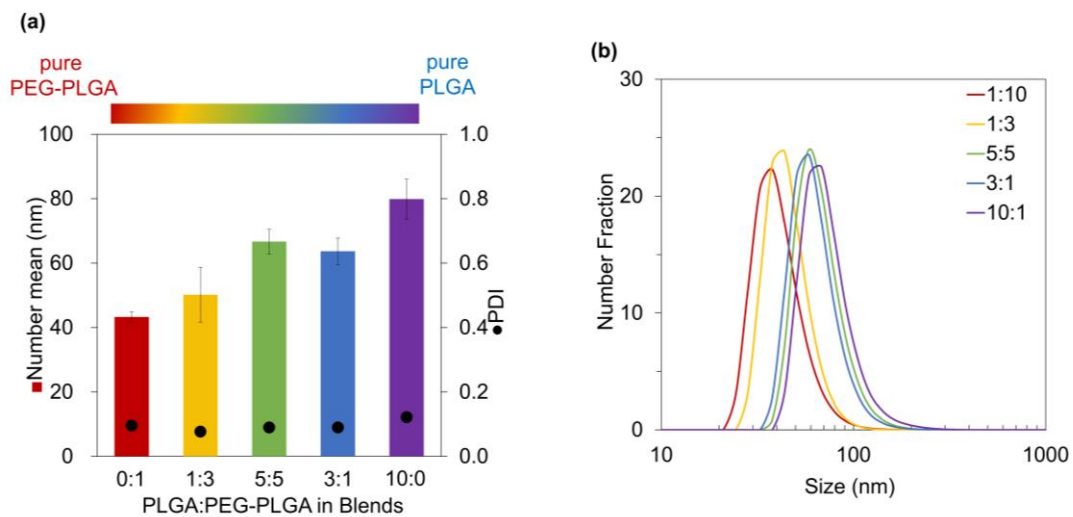 (a)
pure
PEG-PLGA
pure
PLGA
100
80
60
40
20
0
Number mean (nm)
1.0
0.8
0.6
0.4
0.2
0.0
PDI
0:1
1:3
5:5
3:1
10:0
PLGA:PEG-PLGA in Blends
(b)
30
20
10
0
Number Fraction
1:10
1:3
5:5
3:1
10:1
10
100
1000
Size (nm)